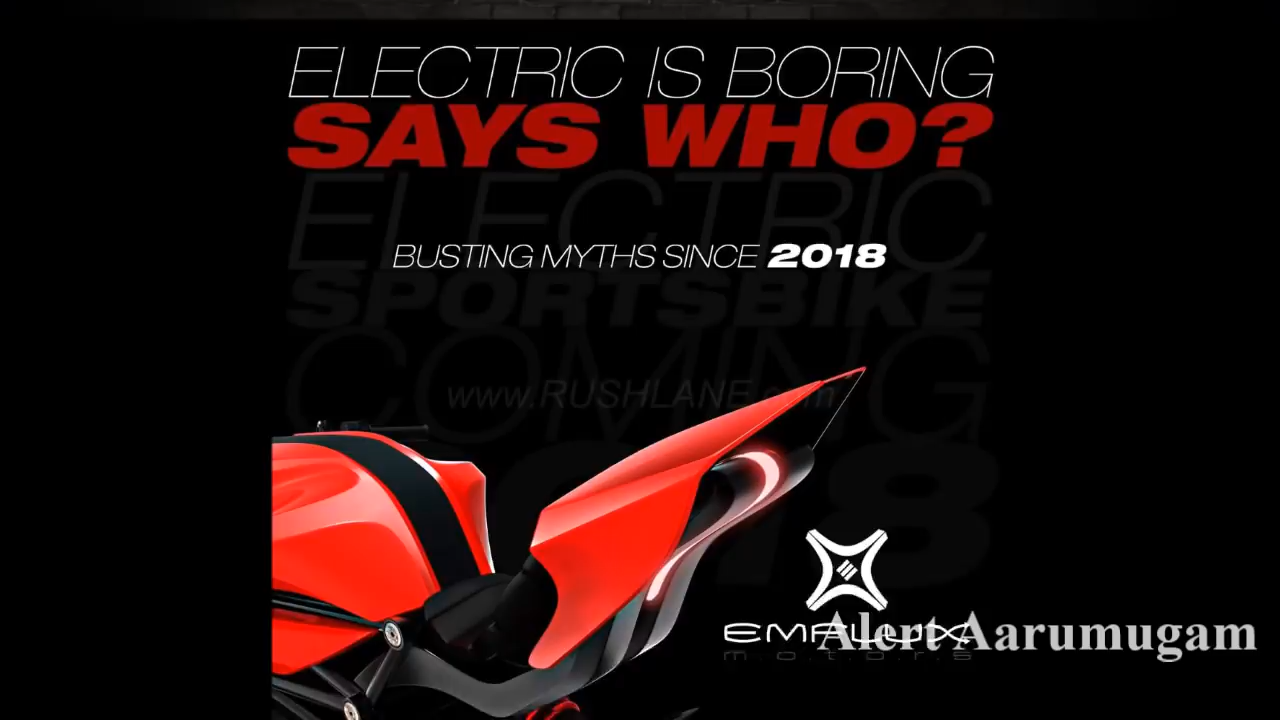 ELECTRIC IS BORING
SAYS WHO?
ELECTRIC
BUSTING MYTHS SINCE 2018
SPORTSBIKE
COMING
www.RUSHLANE.com
2018
EMFLUX
motors
Alert Aarumugam